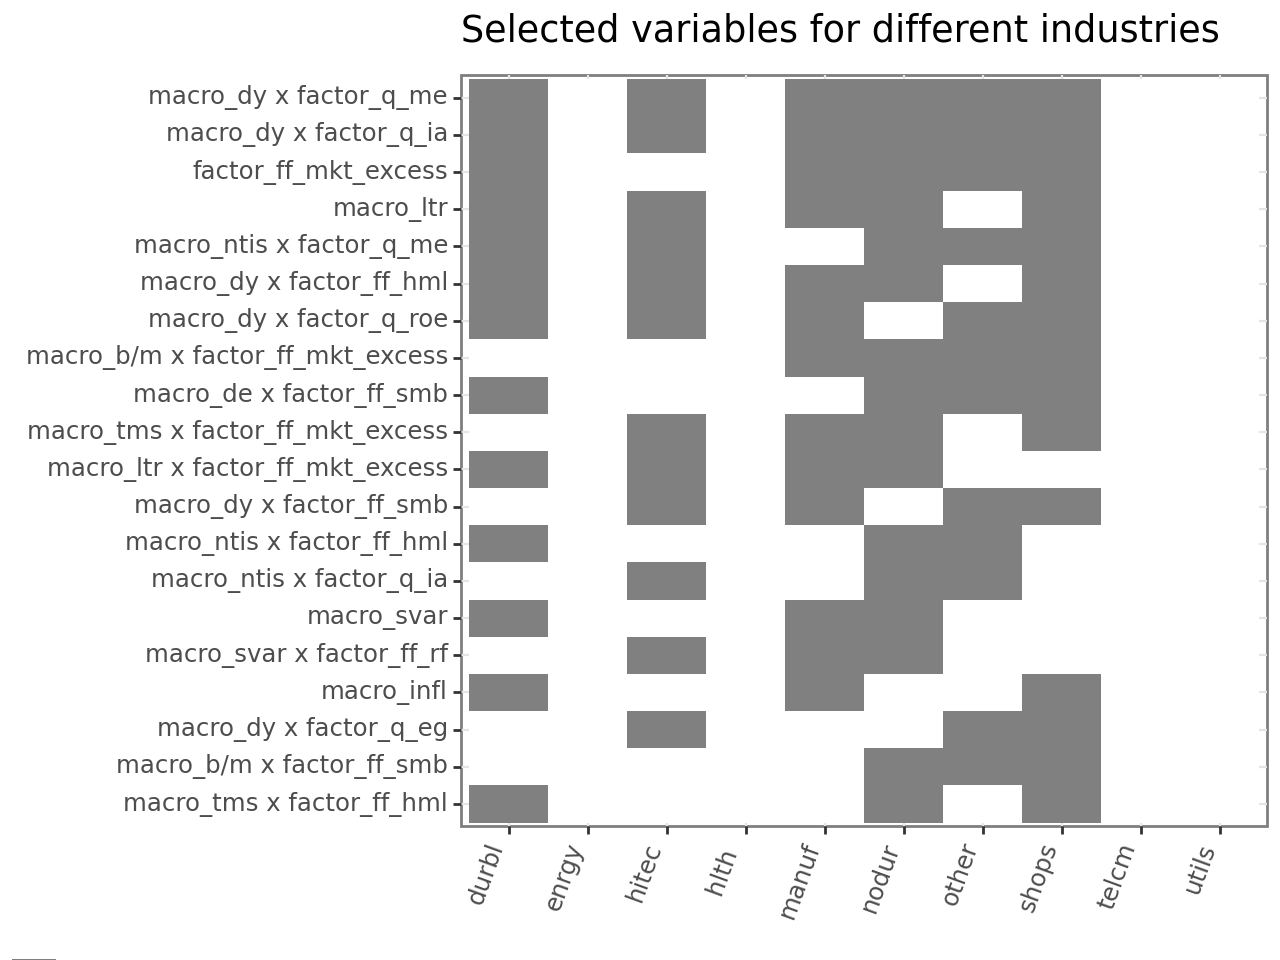 Selected variables for different industries
macro_dy x factor_q_me
macro_dy x factor_q_ia
factor_ff_mkt_excess
macro_ltr
macro_ntis x factor_q_me
macro_dy x factor_ff_hml
macro_dy x factor_q_roe
macro_b/m x factor_ff_mkt_excess
macro_de x factor_ff_smb
macro_tms x factor_ff_mkt_excess
macro_ltr x factor_ff_mkt_excess
macro_dy x factor_ff_smb
macro_ntis x factor_ff_hml
macro_ntis x factor_q_ia
macro_svar
macro_svar x factor_ff_rf
macro_infl
macro_dy x factor_q_eg
macro_b/m x factor_ff_smb
macro_tms x factor_ff_hml
durbl
enrgy
hitec
hlth
manuf
nodur
other
shops
telcm
utils